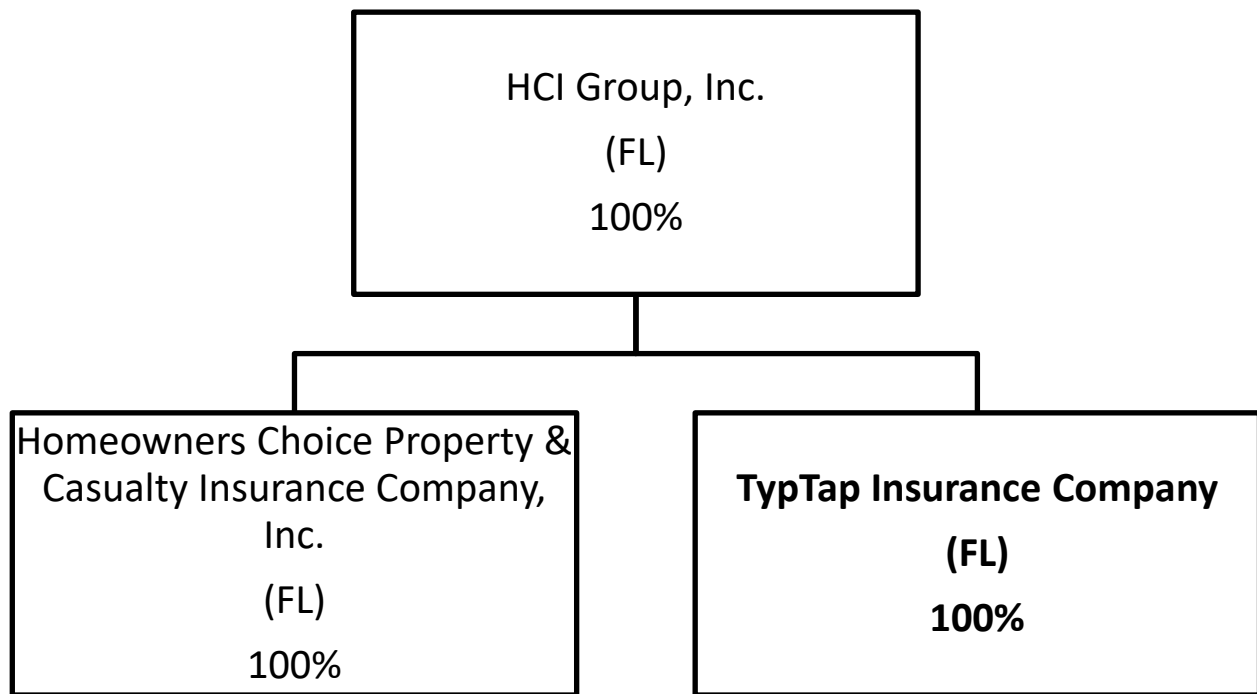 HCI Group, Inc.
(FL)
100%
Homeowners Choice Property &
Casualty Insurance Company,
Inc.
(FL)
100%
TypTap Insurance Company
(FL)
100%